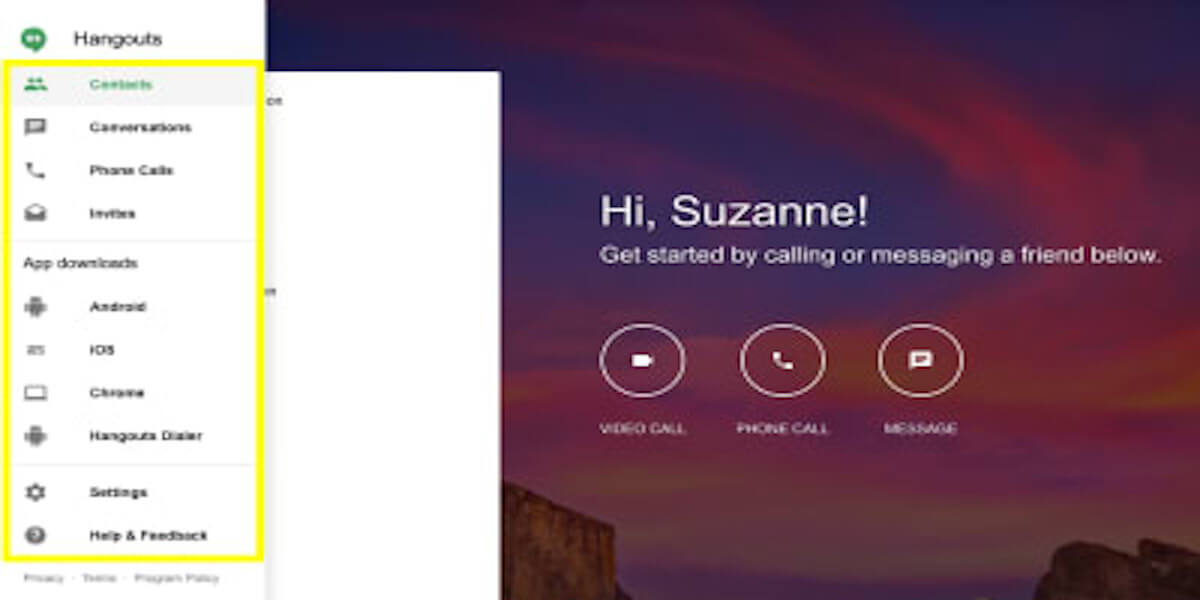 Hangouts
Contacts
Conversations
Phone Calls
Invites
App downloads
Android
iOS
Chrome
Hangouts Dialer
Settings
Help & Feedback
Privacy · Terms · Program Policy
on
Hi, Suzanne!
Get started by calling or messaging a friend below.
VIDEO CALL
PHONE CALL
MESSAGE